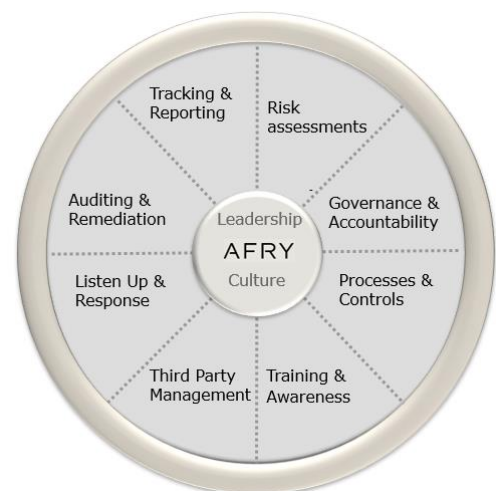 Tracking &
Reporting
Risk
assessments
Auditing &
Remediation
Governance &
Accountability
Leadership
AFRY
Culture
Listen Up &
Response
Processes &
Controls
Third Party
Management
Training &
Awareness